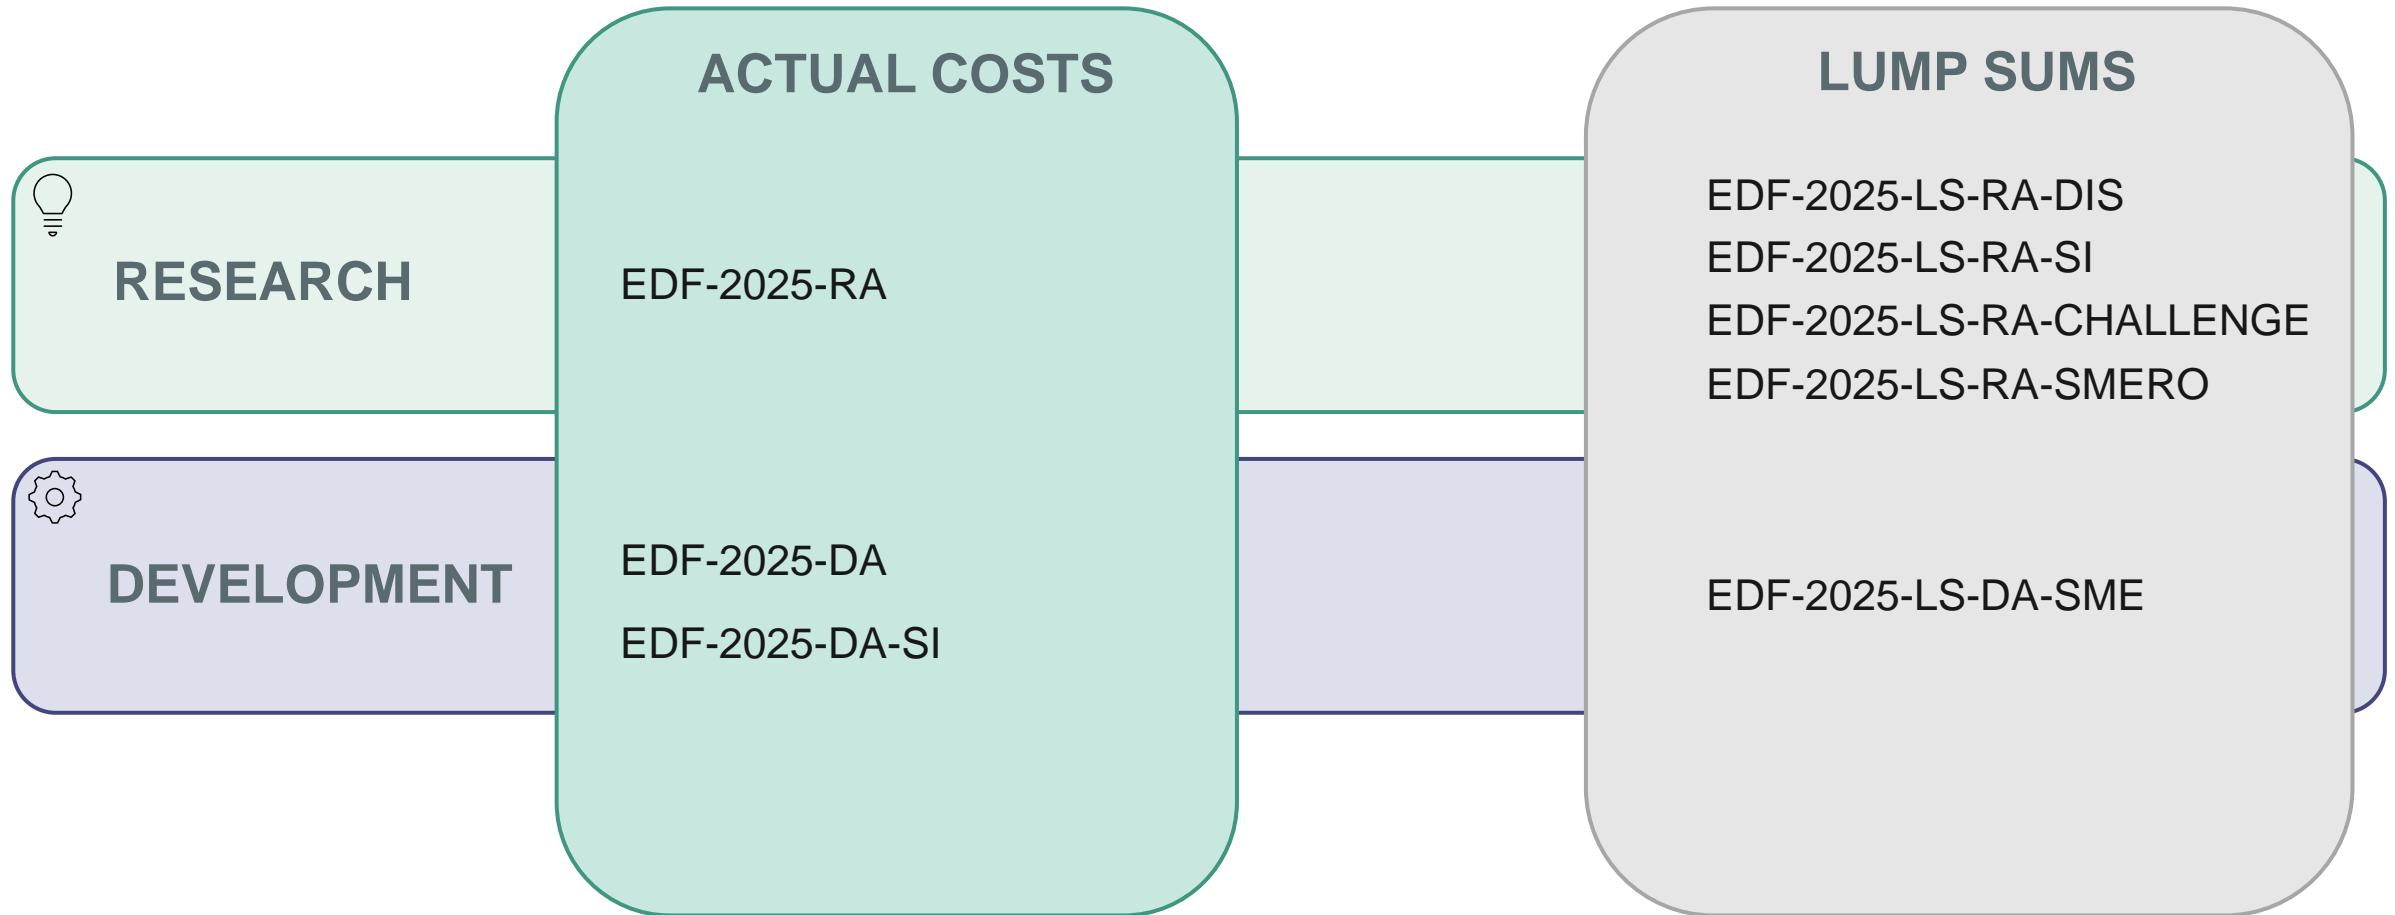 ACTUAL COSTS
LUMP SUMS
RESEARCH
EDF-2025-RA
EDF-2025-LS-RA-DIS
EDF-2025-LS-RA-SI
EDF-2025-LS-RA-CHALLENGE
EDF-2025-LS-RA-SMERO
DEVELOPMENT
EDF-2025-DA
EDF-2025-DA-SI
EDF-2025-LS-DA-SME